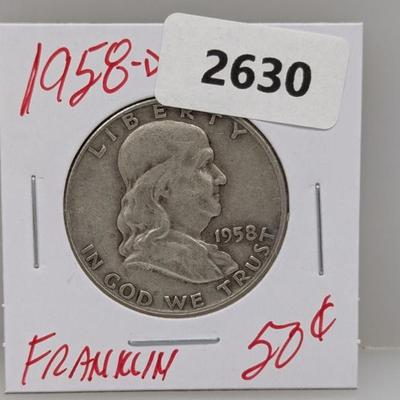 1958-D
2630
LIBERTY
1958
IN GOD WE TRUST
FRANKLIN 50¢